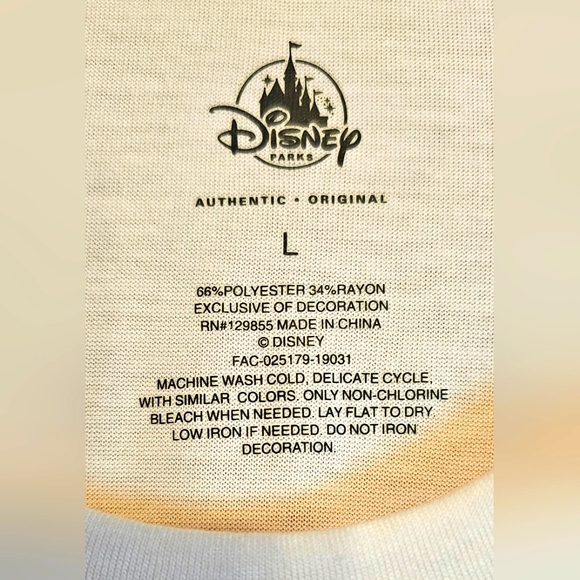 Disney
PARKS
AUTHENTIC • ORIGINAL
L
66%POLYESTER 34%RAYON
EXCLUSIVE OF DECORATION
RN#129855 MADE IN CHINA
© DISNEY
FAC-025179-19031
MACHINE WASH COLD, DELICATE CYCLE,
WITH SIMILAR COLORS. ONLY NON-CHLORINE
BLEACH WHEN NEEDED. LAY FLAT TO DRY.
LOW IRON IF NEEDED. DO NOT IRON
DECORATION.